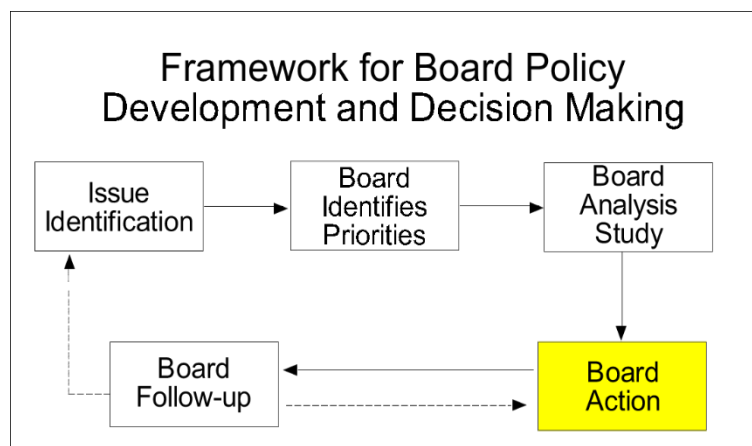 Framework for Board Policy
Development and Decision Making
Issue
Identification
Board
Identifies
Priorities
Board
Analysis
Study
Board
Follow-up
Board
Action